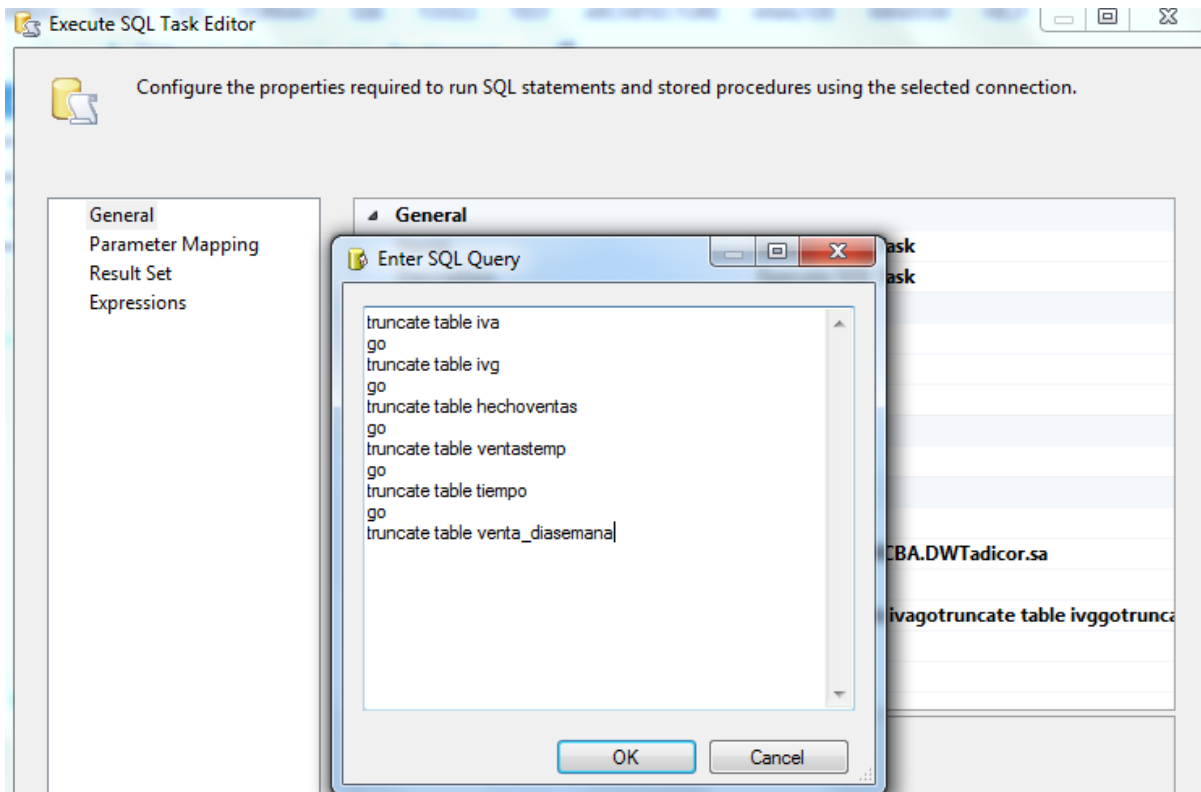 Execute SQL Task Editor
Configure the properties required to run SQL statements and stored procedures using the selected connection.
General
Parameter Mapping
Result Set
Expressions
General
ask
ask
CBA.DWTadicor.sa
ivagotruncate table ivggotrunca
Enter SQL Query
truncate table iva
go
truncate table ivg
go
truncate table hechoventas
go
truncate table ventastemp
go
truncate table tiempo
go
truncate table venta_diasemana
OK
Cancel